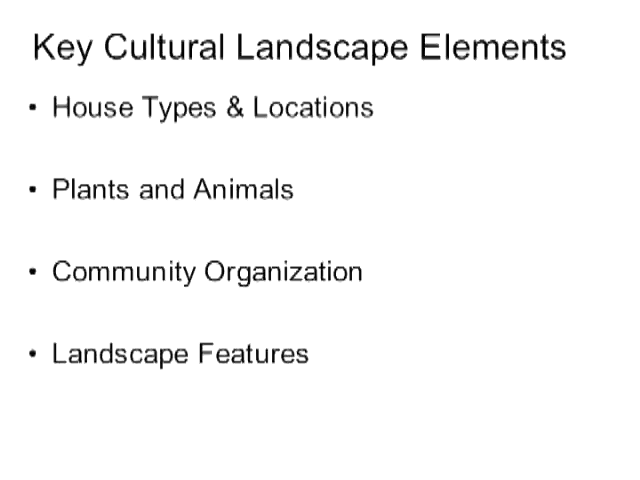 Key Cultural Landscape Elements
• House Types & Locations
• Plants and Animals
• Community Organization
• Landscape Features